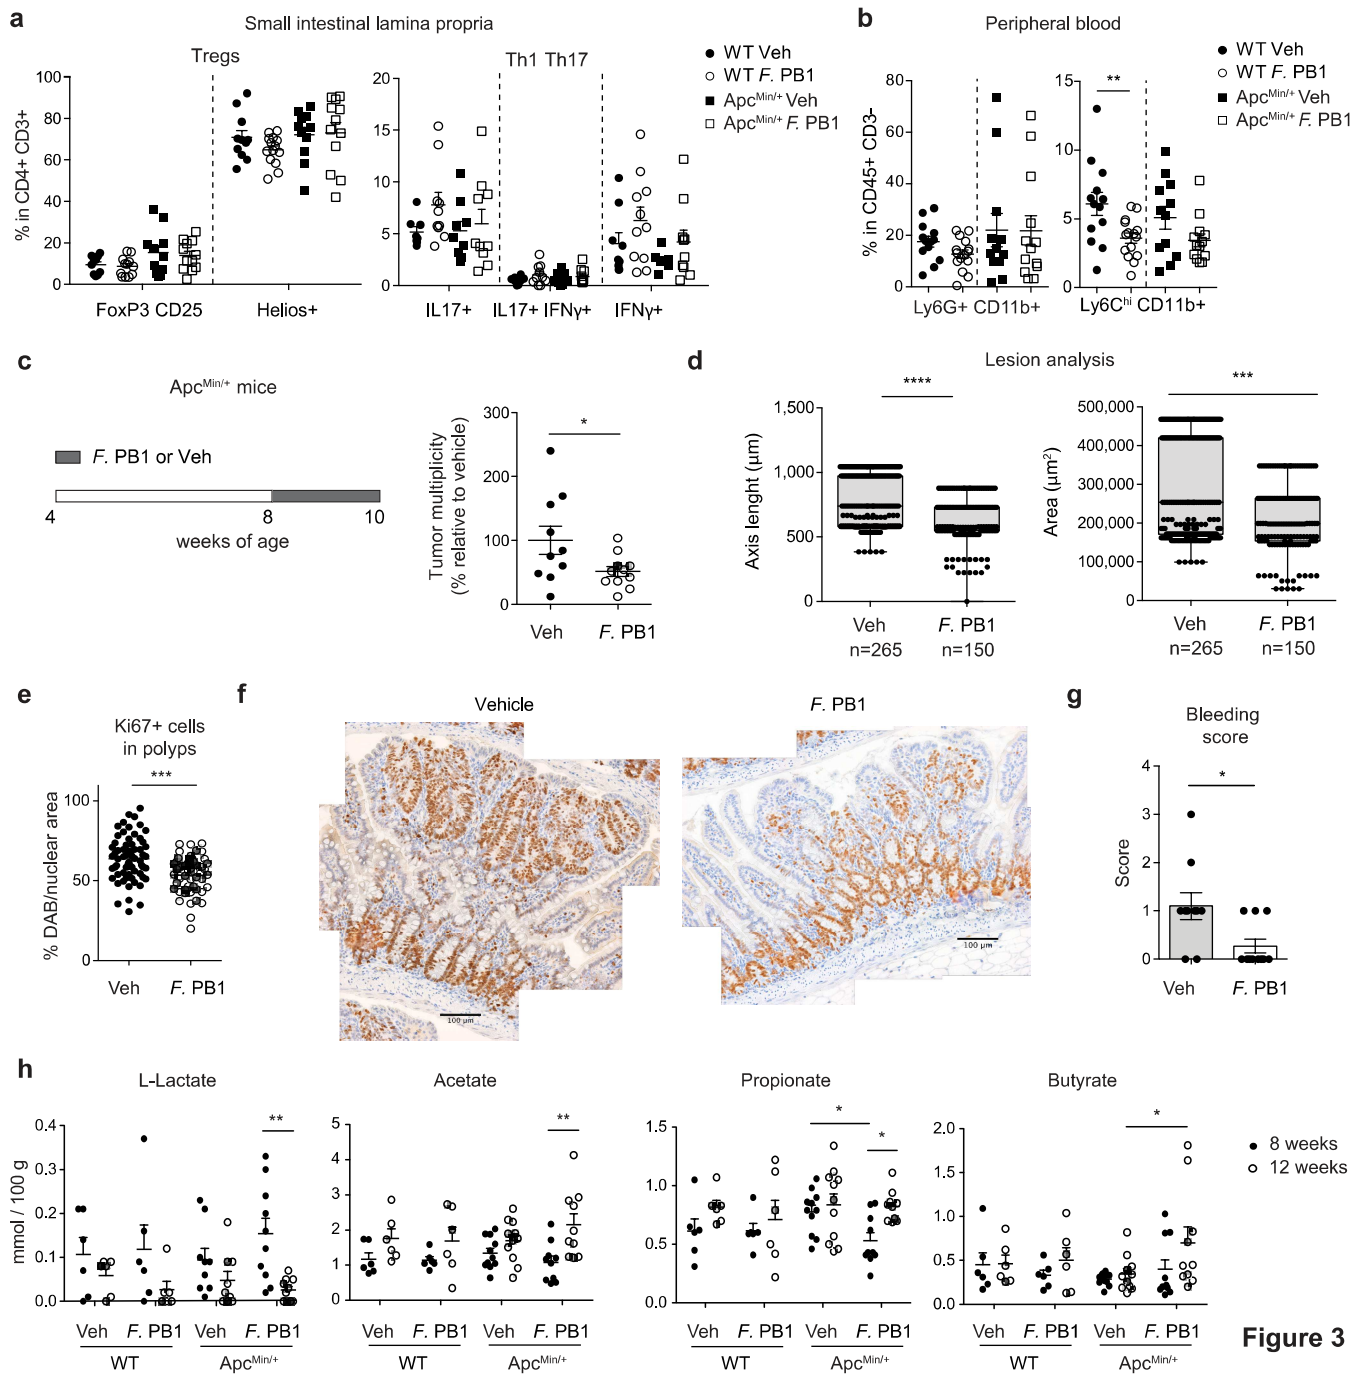 a
Small intestinal lamina propria
Tregs
Th1 Th17
% in CD4+ CD3+
100
80
60
40
20
0
FoxP3 CD25
Helios+
20
15
10
5
0
IL17+
IL17+ IFNγ+
IFNγ+
WT Veh
WT F. PB1
ApcMin/+ Veh
ApcMin/+ F. PB1
b
Peripheral blood
% in CD45+ CD3-
80
60
40
20
0
Ly6G+ CD11b+
15
10
5
0
**
Ly6Chi CD11b+
WT Veh
WT F. PB1
ApcMin/+ Veh
ApcMin/+ F. PB1
c
ApcMin/+ mice
F. PB1 or Veh
4
8
10
weeks of age
Tumor multiplicity
(% relative to vehicle)
300
200
100
0
*
Veh
F. PB1
d
Lesion analysis
Axis lenght (µm)
1,500
1,000
500
0
****
Veh
F. PB1
n=265
n=150
Area (µm2)
500,000
400,000
300,000
200,000
100,000
0
***
Veh
F. PB1
n=265
n=150
e
Ki67+ cells
in polyps
***
% DAB/nuclear area
100
50
0
Veh
F. PB1
f
Vehicle
F. PB1
100 µm
100 µm
g
Bleeding
score
Score
4
3
2
1
0
*
Veh
F. PB1
h
L-Lactate
mmol / 100 g
0.4
0.3
0.2
0.1
0.0
**
Veh
F. PB1
Veh
F. PB1
WT
ApcMin/+
Acetate
5
4
3
2
1
0
**
Veh
F. PB1
Veh
F. PB1
WT
ApcMin/+
Propionate
1.5
1.0
0.5
0.0
*
*
Veh
F. PB1
Veh
F. PB1
WT
ApcMin/+
Butyrate
2.0
1.5
1.0
0.5
0.0
*
Veh
F. PB1
Veh
F. PB1
WT
ApcMin/+
8 weeks
12 weeks
Figure 3